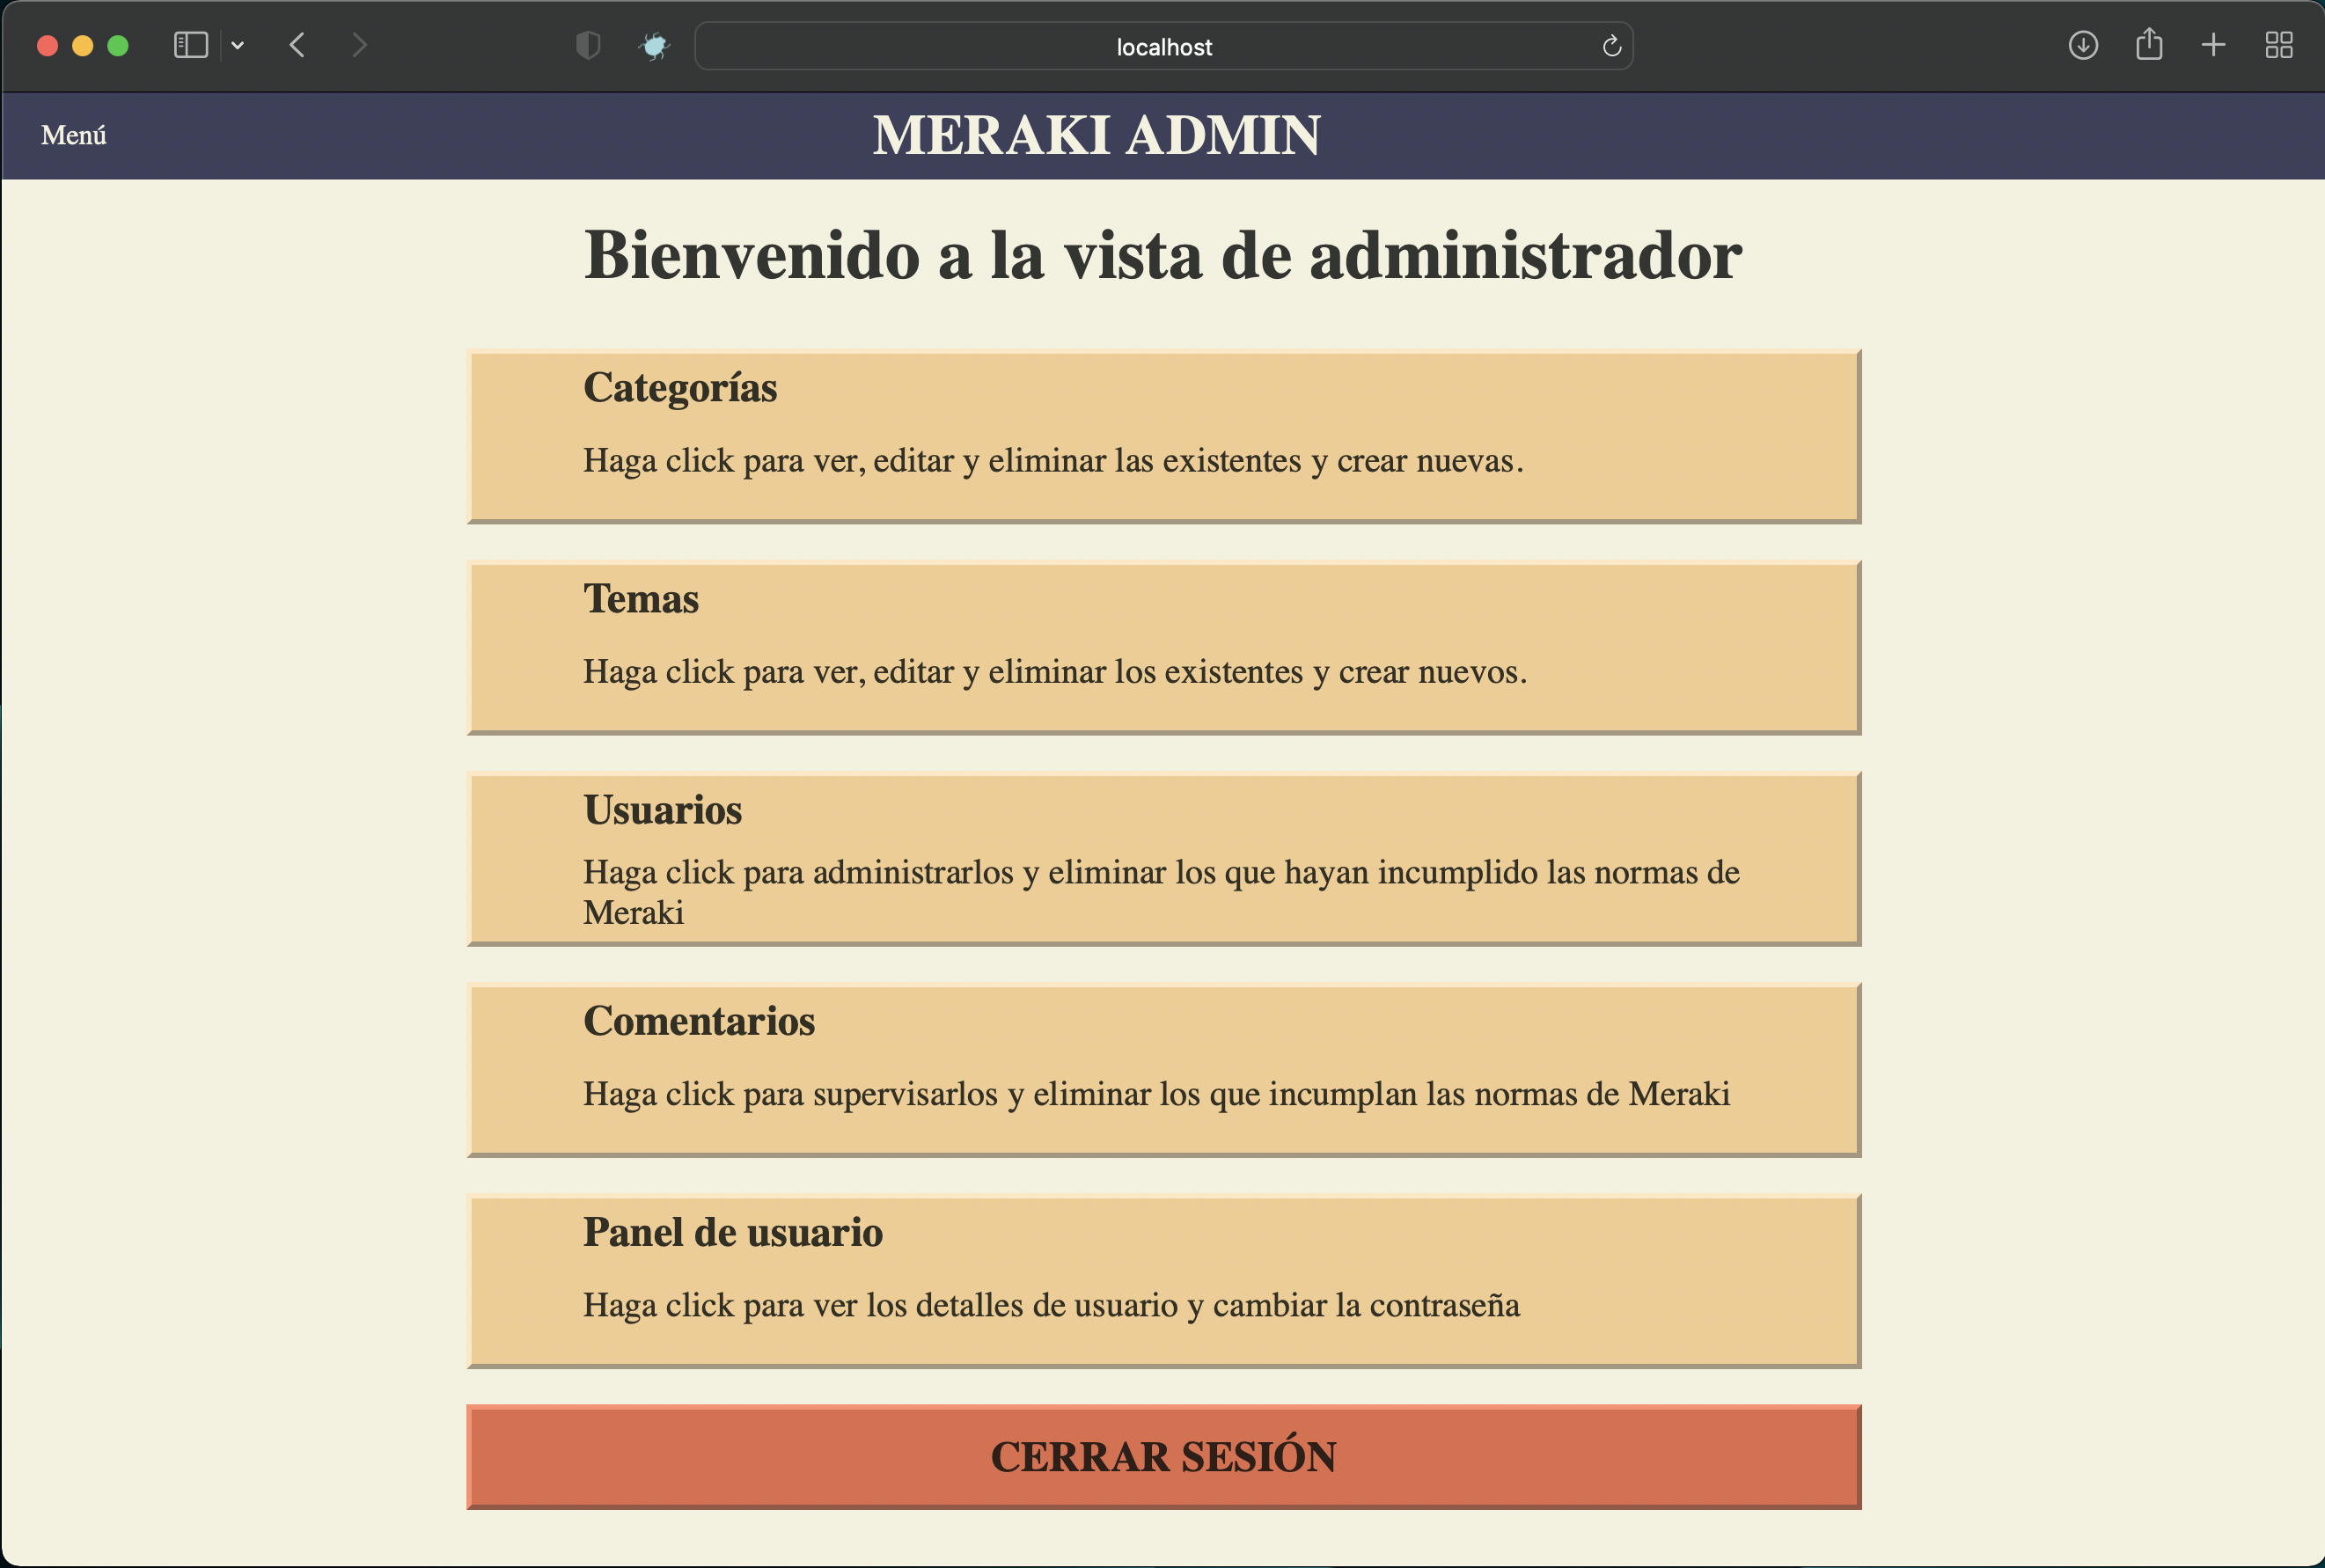 localhost
Menú
MERAKI ADMIN
Bienvenido a la vista de administrador
Categorías
Haga click para ver, editar y eliminar las existentes y crear nuevas.
Temas
Haga click para ver, editar y eliminar los existentes y crear nuevos.
Usuarios
Haga click para administrarlos y eliminar los que hayan incumplido las normas de
Meraki
Comentarios
Haga click para supervisarlos y eliminar los que incumplan las normas de Meraki
Panel de usuario
Haga click para ver los detalles de usuario y cambiar la contraseña
CERRAR SESIÓN